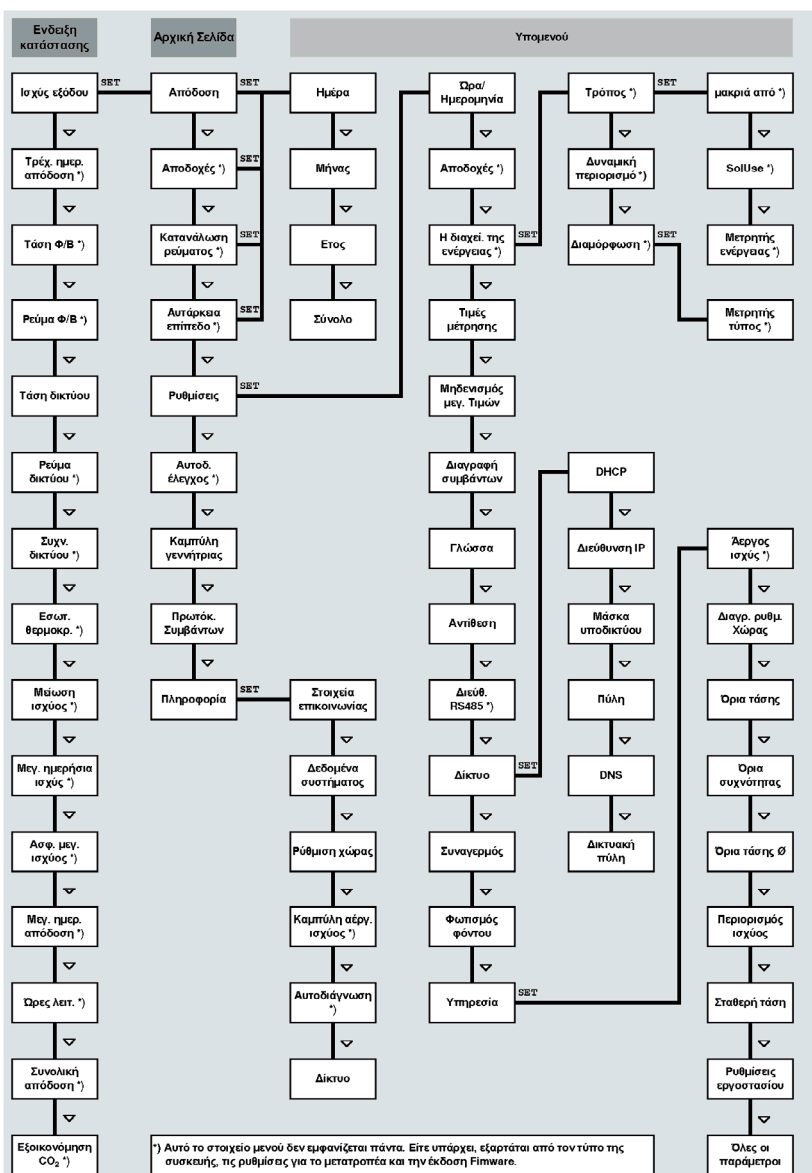 Ενδειξη
κατάστασης
Αρχική Σελίδα
Υπομενού
Ισχύς εξόδου
SET
Τρέχ. ημερ.
απόδοση *)
Τάση Φ/Β *)
Ρεύμα Φ/Β *)
Τάση δικτύου
Ρεύμα
δικτύου *)
Συχν.
δικτύου *)
Εσωτ.
θερμοκρ. *)
Μείωση
ισχύος *)
Μεγ. ημερήσια
ισχύς *)
Ασφ. μεγ.
ισχύος *)
Μεγ. ημερ.
απόδοση *)
Ώρες λειτ. *)
Συνολική
απόδοση *)
Εξοικονόμηση
CO2 *)
Απόδοση
SET
Αποδοχές *)
SET
Κατανάλωση
ρεύματος *)
SET
Αυτάρκεια
επίπεδο *)
SET
Ρυθμίσεις
SET
Αυτοδ.
έλεγχος *)
Καμπύλη
γεννήτριας
Πρωτόκ.
Συμβάντων
Πληροφορία
SET
Ημέρα
Μήνας
Ετος
Σύνολο
Στοιχεία
επικοινωνίας
Δεδομένα
συστήματος
Ρύθμιση χώρας
Καμπύλη αέργ.
ισχύος *)
Αυτοδιάγνωση
*)
Δίκτυο
Ώρα/
Ημερομηνία
Αποδοχές *)
Η διαχεί. της
ενέργειας *)
SET
Τιμές
μέτρησης
Μηδενισμός
μεγ. Τιμών
Διαγραφή
συμβάντων
Γλώσσα
Αντίθεση
Διεύθ.
RS485 *)
Δίκτυο
SET
Συναγερμός
Φωτισμός
φόντου
Υπηρεσία
SET
Τρόπος *)
SET
Δυναμική
περιορισμό *)
Διαμόρφωση *)
SET
DHCP
Διεύθυνση IP
Μάσκα
υποδικτύου
Πύλη
DNS
Δικτυακή
πύλη
μακριά από *)
SolUse *)
Μετρητής
ενέργειας *)
Μετρητής
τύπος *)
Άεργος
ισχύς *)
Διαγρ. ρυθμ.
Χώρας
Όρια τάσης
Όρια
συχνότητας
Όρια τάσης Ø
Περιορισμός
ισχύος
Σταθερή τάση
Ρυθμίσεις
εργοστασίου
Όλες οι
παράμετροι
*) Αυτό το στοιχείο μενού δεν εμφανίζεται πάντα. Είτε υπάρχει, εξαρτάται από τον τύπο της
συσκευής, τις ρυθμίσεις για το μετατροπέα και την έκδοση Fimware.